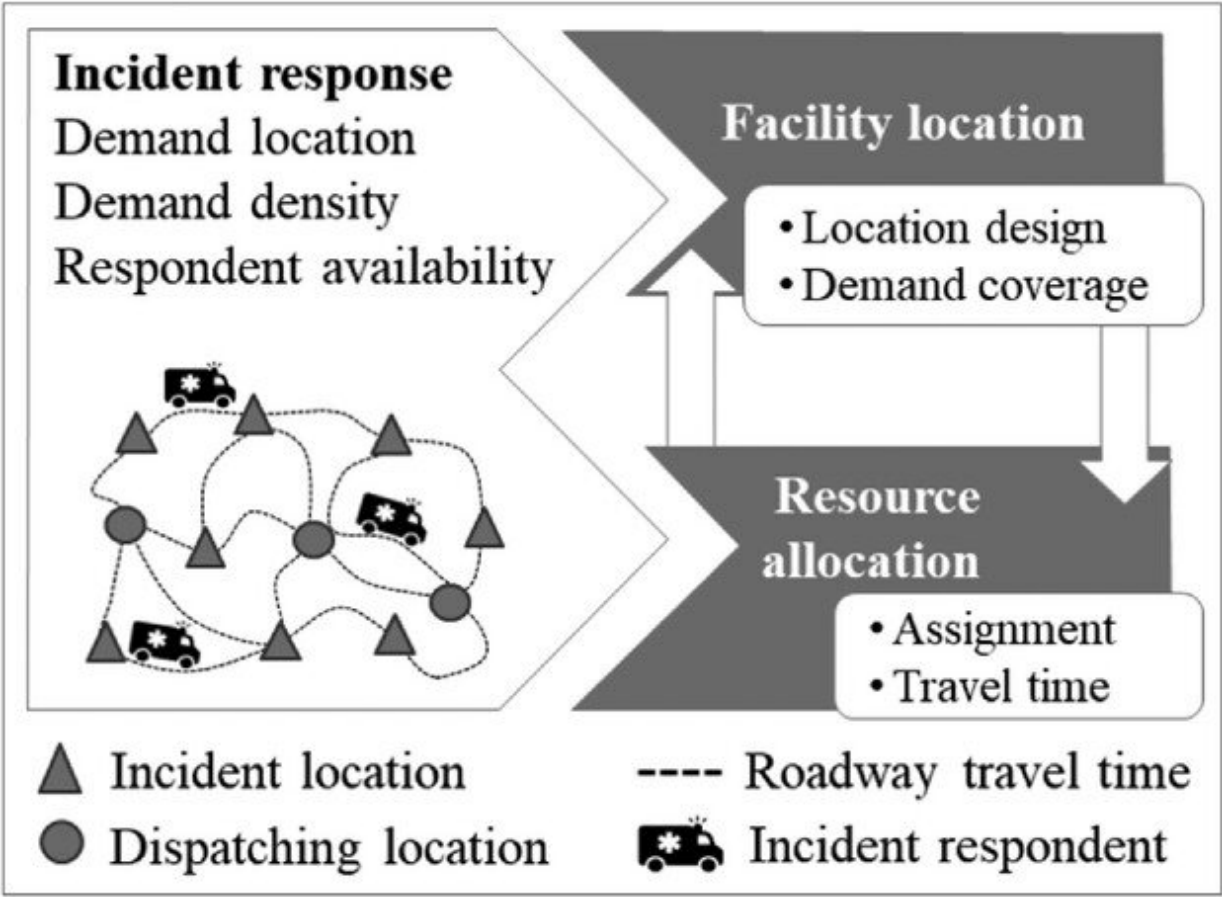 Incident response
Demand location
Demand density
Respondent availability
Facility location
• Location design
• Demand coverage
Resource
allocation
• Assignment
• Travel time
Incident location
Roadway travel time
Dispatching location
Incident respondent